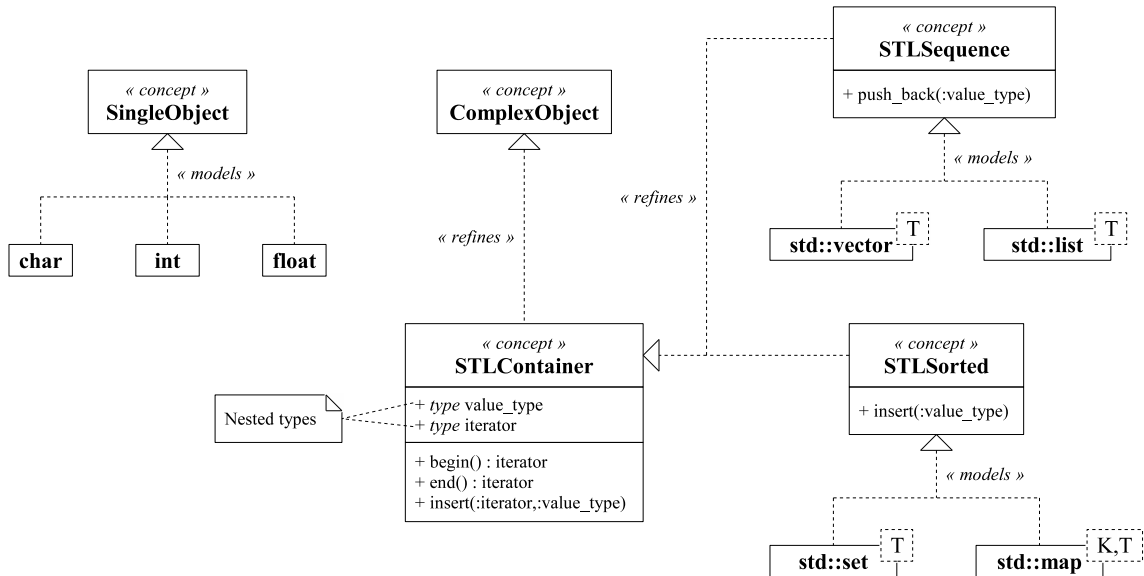 « concept »
STLSequence
+ push_back(:value_type)
« concept »
SingleObject
« concept »
ComplexObject
« models »
« models »
« refines »
« refines »
char
int
float
std::vector
T
std::list
T
« concept »
STLContainer
+ type value_type
+ type iterator
+ begin() : iterator
+ end() : iterator
+ insert(:iterator,:value_type)
Nested types
« concept »
STLSorted
+ insert(:value_type)
« models »
std::set
T
std::map
K,T